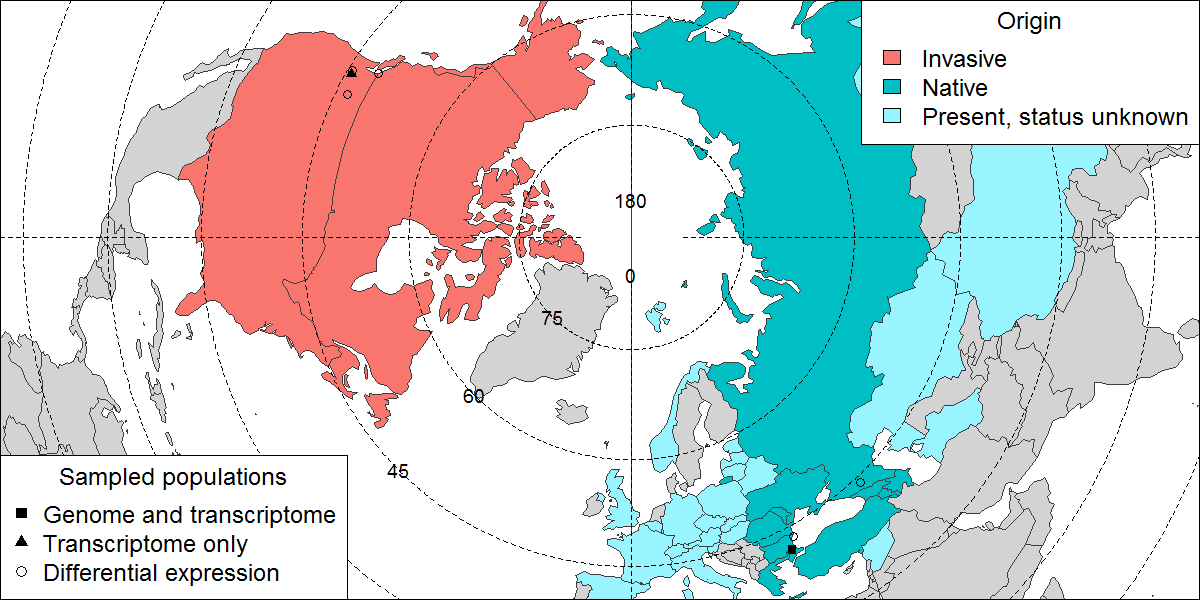 Origin
Invasive
Native
Present, status unknown
180
0
75
60
45
Sampled populations
Genome and transcriptome
Transcriptome only
Differential expression